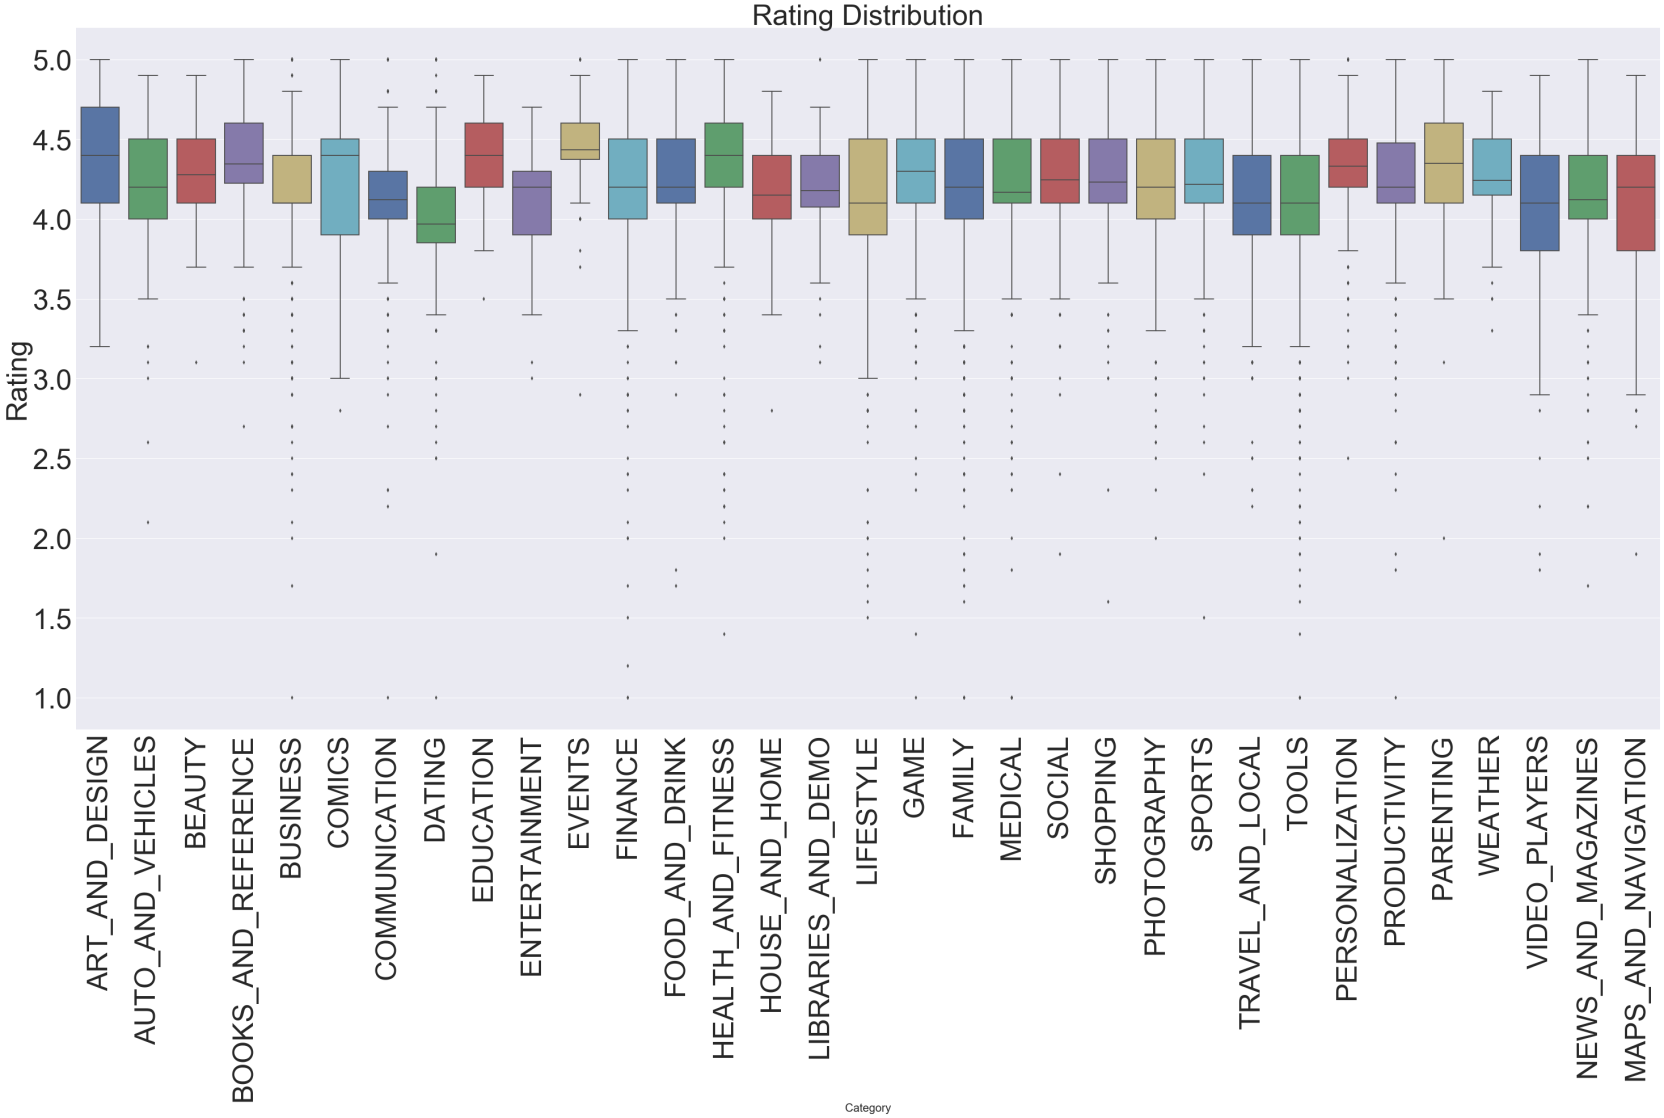 Rating Distribution
5.0
4.5
4.0
3.5
3.0
2.5
2.0
1.5
1.0
Rating
ART_AND_DESIGN
AUTO_AND_VEHICLES
BEAUTY
BOOKS_AND_REFERENCE
BUSINESS
COMICS
COMMUNICATION
DATING
EDUCATION
ENTERTAINMENT
EVENTS
FINANCE
FOOD_AND_DRINK
HEALTH_AND_FITNESS
HOUSE_AND_HOME
LIBRARIES_AND_DEMO
LIFESTYLE
GAME
FAMILY
MEDICAL
SOCIAL
SHOPPING
PHOTOGRAPHY
SPORTS
TRAVEL_AND_LOCAL
TOOLS
PERSONALIZATION
PRODUCTIVITY
PARENTING
WEATHER
VIDEO_PLAYERS
NEWS_AND_MAGAZINES
MAPS_AND_NAVIGATION
Category